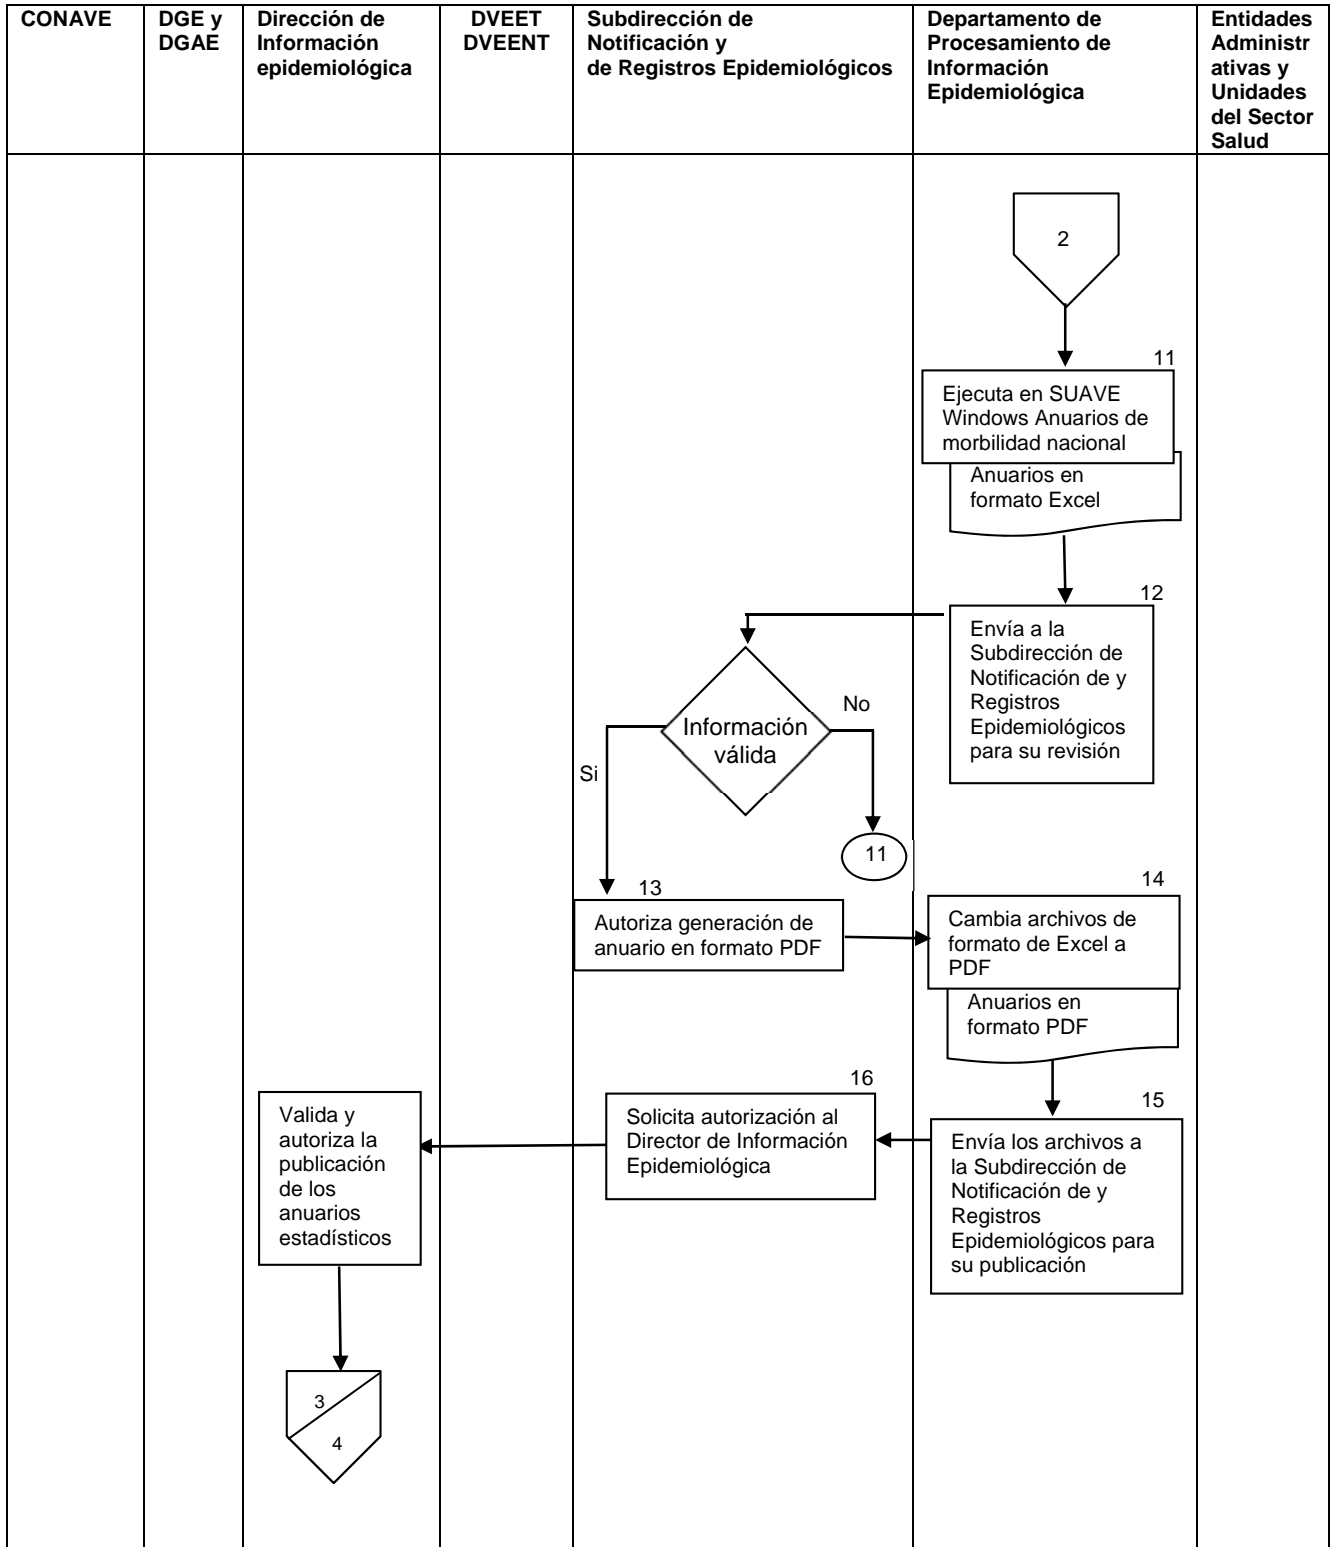 CONAVE
DGE y
DGAE
Dirección de
Información
epidemiológica
DVEET
DVEENT
Subdirección de
Notificación y
de Registros Epidemiológicos
Departamento de
Procesamiento de
Información
Epidemiológica
Entidades
Administr
ativas y
Unidades
del Sector
Salud
2
11
Ejecuta en SUAVE
Windows Anuarios de
morbilidad nacional
Anuarios en
formato Excel
12
Envía a la
Subdirección de
Notificación de y
Registros
Epidemiológicos
para su revisión
Información
válida
No
Si
11
13
Autoriza generación de
anuario en formato PDF
14
Cambia archivos de
formato de Excel a
PDF
Anuarios en
formato PDF
15
Envía los archivos a
la Subdirección de
Notificación de y
Registros
Epidemiológicos para
su publicación
16
Solicita autorización al
Director de Información
Epidemiológica
Valida y
autoriza la
publicación
de los
anuarios
estadísticos
3
4